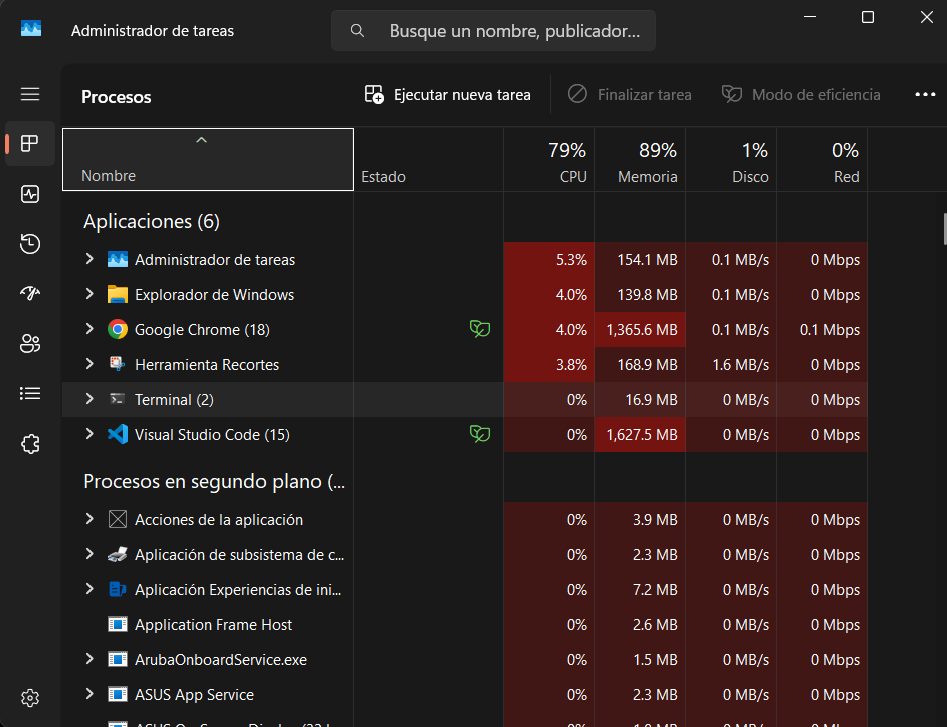 Administrador de tareas
Busque un nombre, publicador...
Procesos
Ejecutar nueva tarea
Finalizar tarea
Modo de eficiencia
79% 89% 1% 0%
Nombre Estado CPU Memoria Disco Red
Aplicaciones (6)
Administrador de tareas 5.3% 154.1 MB 0.1 MB/s 0 Mbps
Explorador de Windows 4.0% 139.8 MB 0.1 MB/s 0 Mbps
Google Chrome (18) 4.0% 1,365.6 MB 0.1 MB/s 0.1 Mbps
Herramienta Recortes 3.8% 168.9 MB 1.6 MB/s 0 Mbps
Terminal (2) 0% 16.9 MB 0 MB/s 0 Mbps
Visual Studio Code (15) 0% 1,627.5 MB 0 MB/s 0 Mbps
Procesos en segundo plano (...
Acciones de la aplicación 0% 3.9 MB 0 MB/s 0 Mbps
Aplicación de subsistema de c... 0% 2.3 MB 0 MB/s 0 Mbps
Aplicación Experiencias de ini... 0% 7.2 MB 0 MB/s 0 Mbps
Application Frame Host 0% 2.6 MB 0 MB/s 0 Mbps
ArubaOnboardService.exe 0% 1.5 MB 0 MB/s 0 Mbps
ASUS App Service 0% 2.3 MB 0 MB/s 0 Mbps